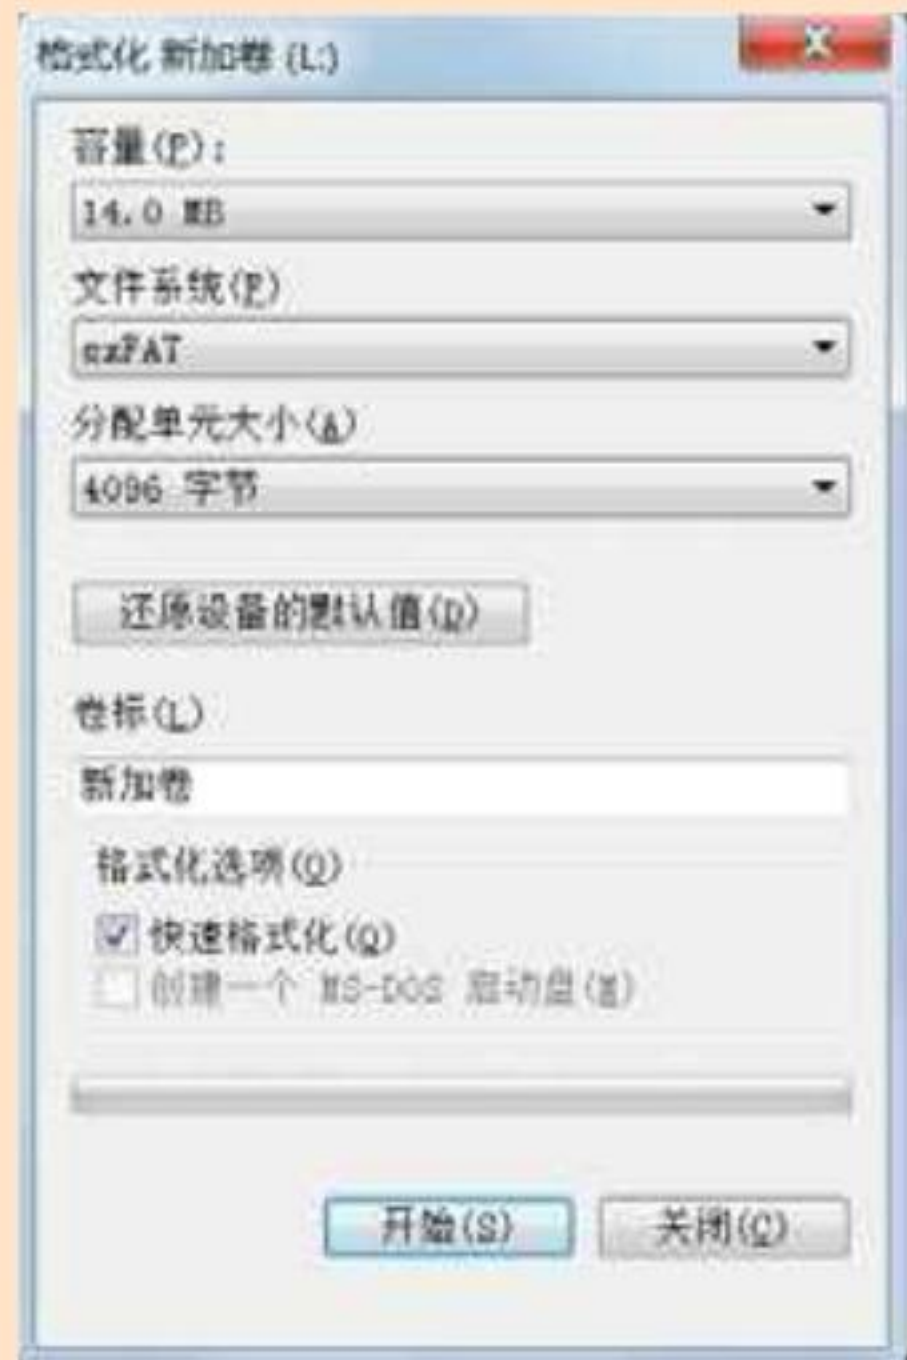 格式化 新加卷 (L:)
容量(P):
14.0 MB
文件系统(F)
exFAT
分配单元大小(A)
4096 字节
还原设备的默认值(D)
卷标(L)
新加卷
格式化选项(O)
快速格式化(Q)
创建一个 MS-DOS 启动盘(M)
开始(S)
关闭(C)